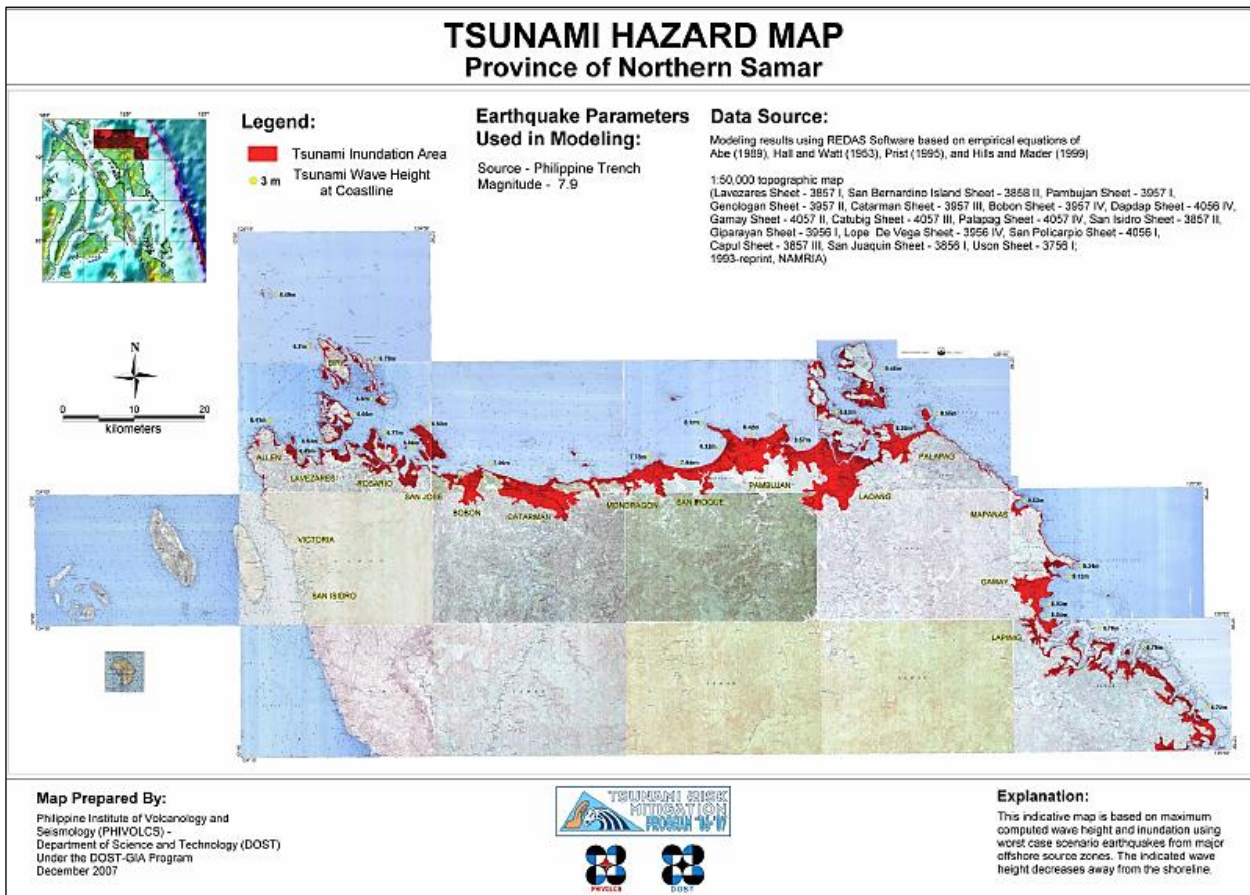 TSUNAMI HAZARD MAP
Province of Northern Samar
Legend:
Tsunami Inundation Area
3 m
Tsunami Wave Height
at Coastline
Earthquake Parameters
Used in Modeling:
Source - Philippine Trench
Magnitude - 7.9
Data Source:
Modeling results using REDAS Software based on empirical equations of
Abe (1989), Hall and Watt (1953), Prist (1995), and Hills and Mader (1999)
1:50,000 topographic map
(Lavezares Sheet - 3857 I, San Bernardino Island Sheet - 3858 II, Pambujan Sheet - 3957 I,
Genologan Sheet - 3957 II, Catarman Sheet - 3957 III, Bobon Sheet - 3957 IV, Dapdap Sheet - 4056 IV,
Gamay Sheet - 4057 II, Catubig Sheet - 4057 III, Palapag Sheet - 4057 IV, San Isidro Sheet - 3857 II,
Giparayan Sheet - 3956 I, Lope De Vega Sheet - 3956 IV, San Policarpio Sheet - 4056 I,
Capul Sheet - 3857 III, San Juaquin Sheet - 3856 I, Uson Sheet - 3756 I;
1993-reprint, NAMRIA)
N
0 10 20
kilometers
ALLEN
LAVEZARES
ROSARIO
SAN JOSE
BOBON
CATARMAN
MONDRAGON
SAN ROQUE
PAMBUJAN
LAOANG
PALAPAG
MAPANAS
GAMAY
LAPINIG
VICTORIA
SAN ISIDRO
Map Prepared By:
Philippine Institute of Volcanology and
Seismology (PHIVOLCS) -
Department of Science and Technology (DOST)
Under the DOST-GIA Program
December 2007
TSUNAMI RISK
MITIGATION
PROGRAM '06-'07
PHIVOLCS
DOST
Explanation:
This indicative map is based on maximum
computed wave height and inundation using
worst case scenario earthquakes from major
offshore source zones. The indicated wave
height decreases away from the shoreline.